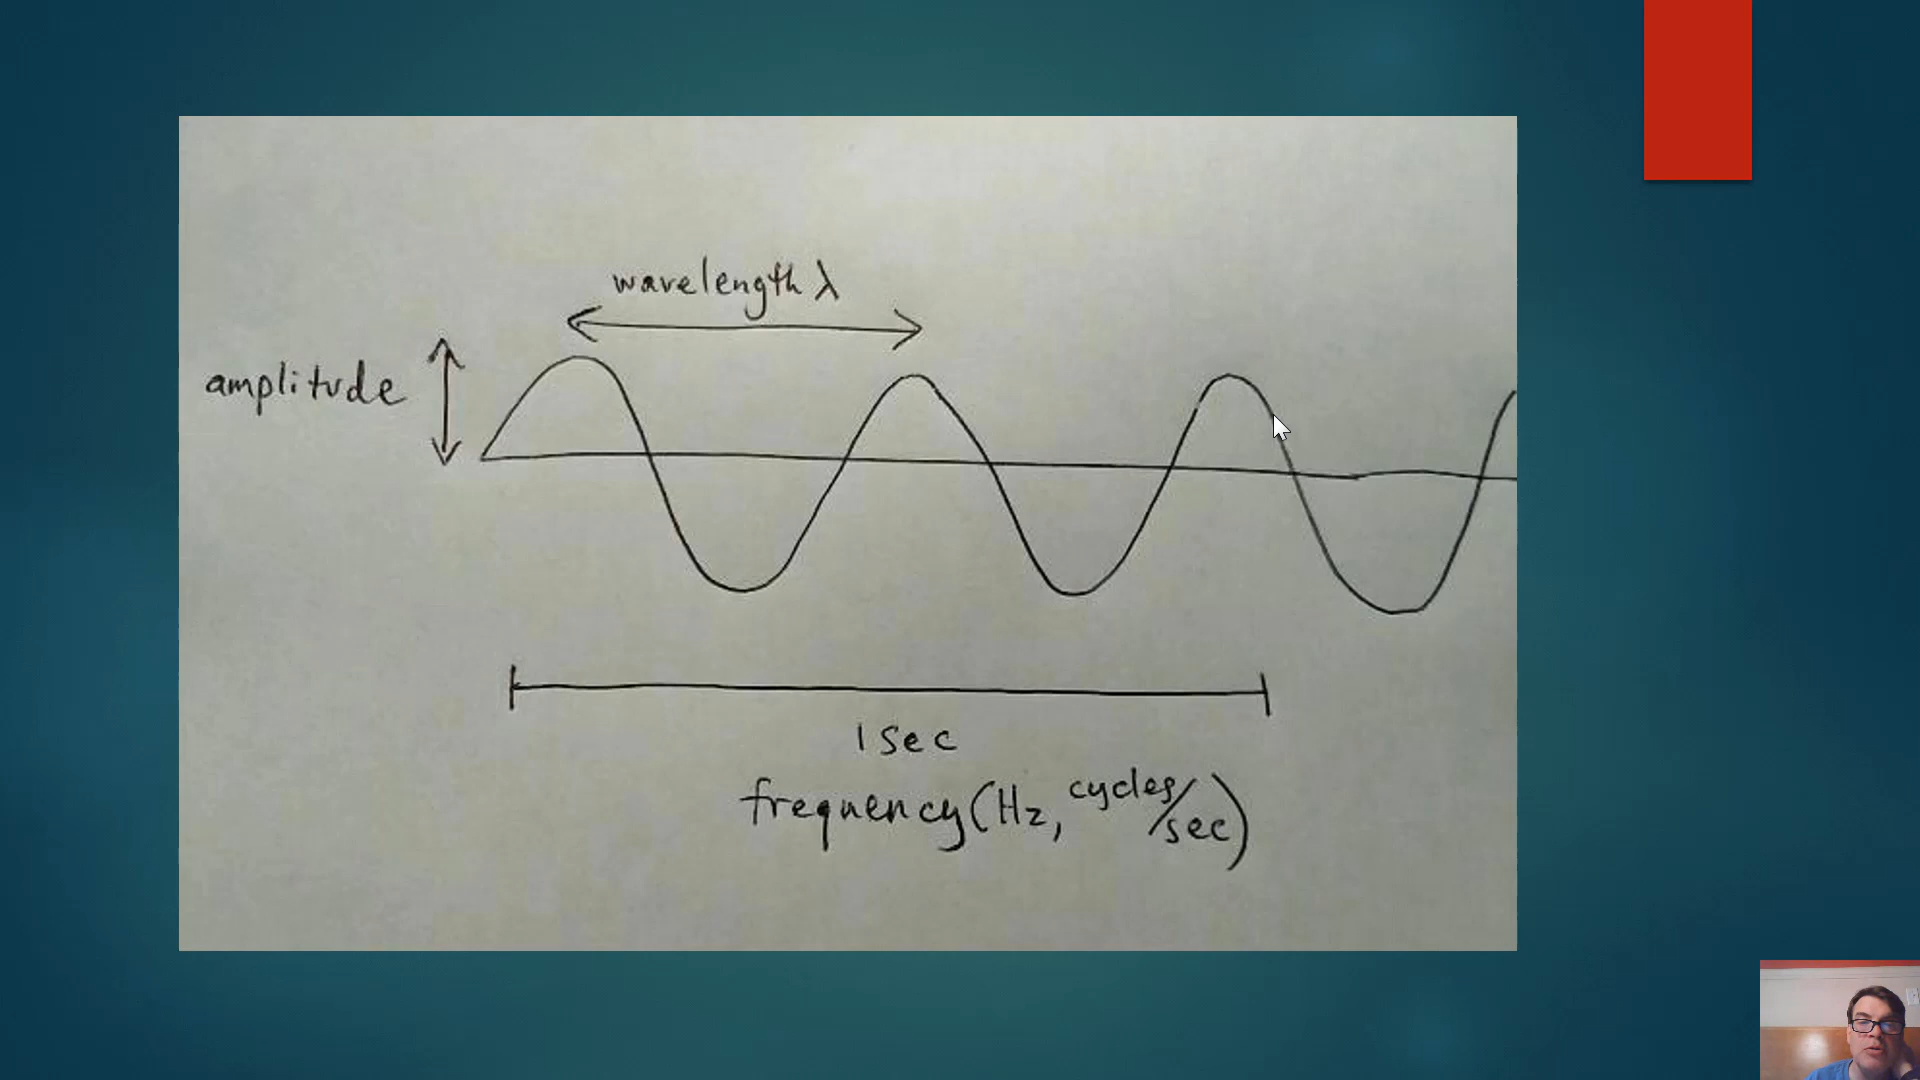 wavelength λ
amplitude
1 sec
frequency (Hz, cycles/sec)